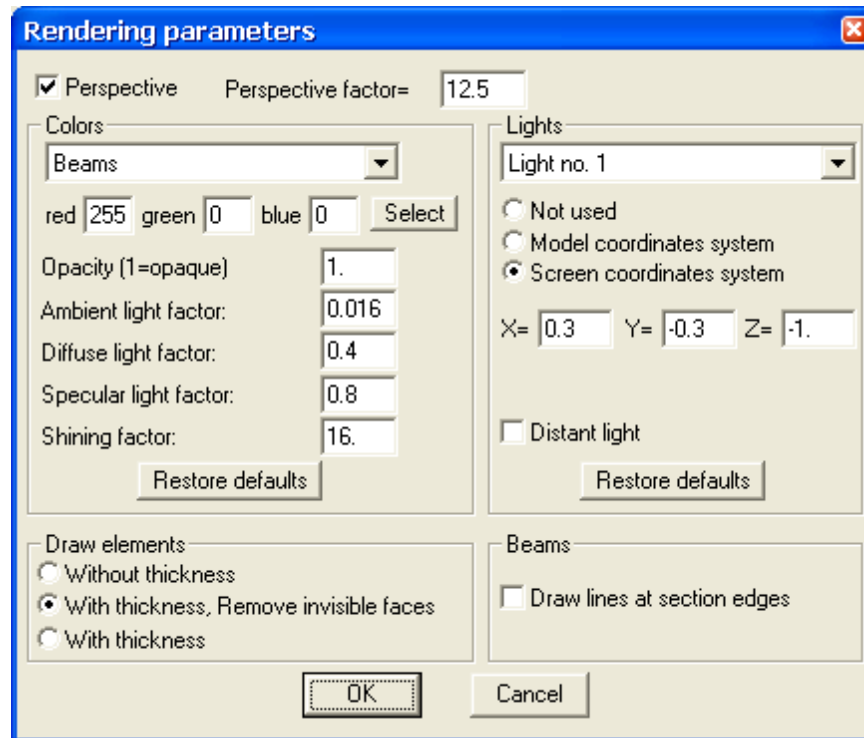 Rendering parameters
Perspective Perspective factor= 12.5
Colors
Beams
red 255 green 0 blue 0 Select
Opacity (1=opaque) 1.
Ambient light factor: 0.016
Diffuse light factor: 0.4
Specular light factor: 0.8
Shining factor: 16.
Restore defaults
Lights
Light no. 1
Not used
Model coordinates system
Screen coordinates system
X= 0.3 Y= -0.3 Z= -1.
Distant light
Restore defaults
Draw elements
Without thickness
With thickness, Remove invisible faces
With thickness
Beams
Draw lines at section edges
OK Cancel